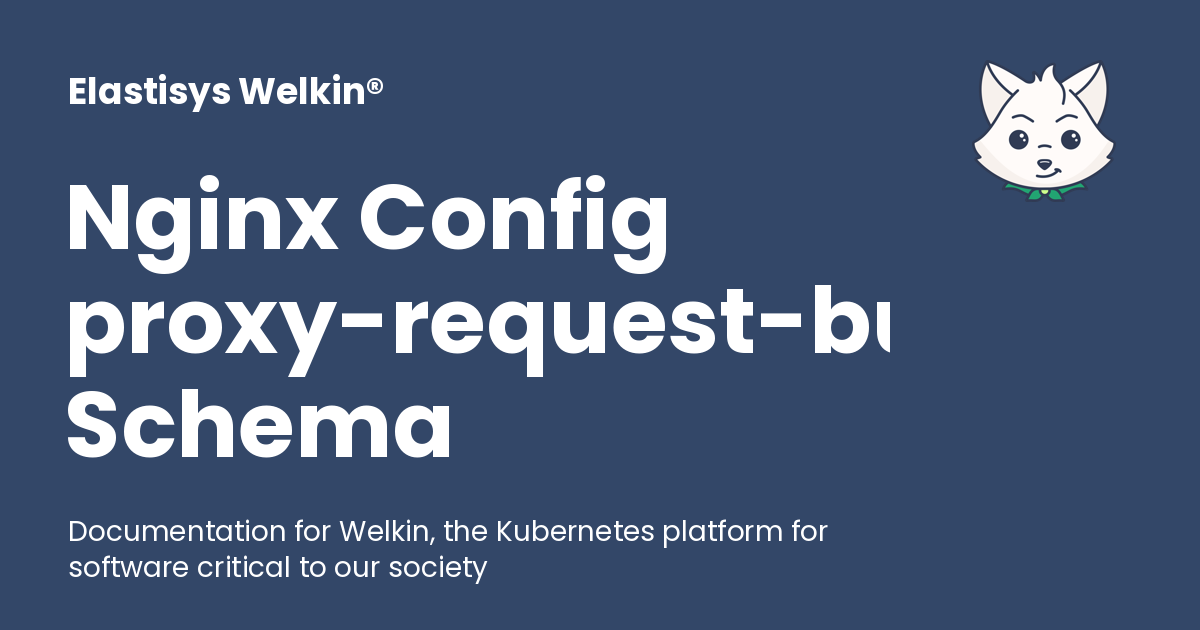 Elastisys Welkin®
Nginx Config
proxy-request-bu
Schema
Documentation for Welkin, the Kubernetes platform for
software critical to our society